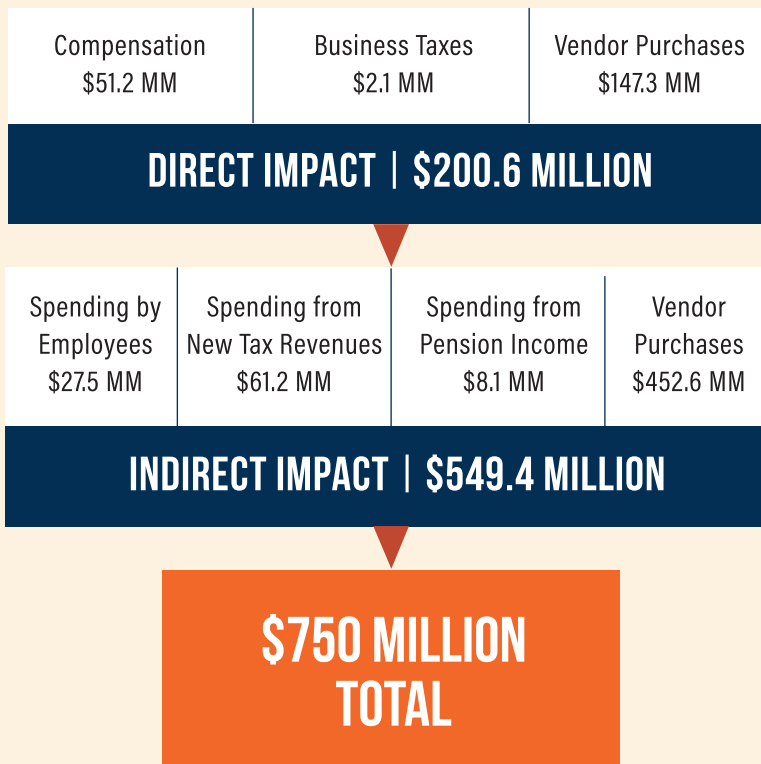 Compensation
$51.2 MM
Business Taxes
$2.1 MM
Vendor Purchases
$147.3 MM
DIRECT IMPACT | $200.6 MILLION
Spending by
Employees
$27.5 MM
Spending from
New Tax Revenues
$61.2 MM
Spending from
Pension Income
$8.1 MM
Vendor
Purchases
$452.6 MM
INDIRECT IMPACT | $549.4 MILLION
$750 MILLION
TOTAL